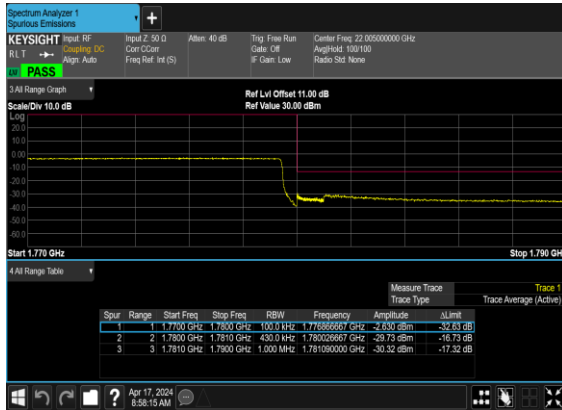 Spectrum Analyzer 1
Spurious Emissions
KEYSIGHT Input: RF Input Z: 50 Ω Atten: 40 dB Trig: Free Run Center Freq: 22.005000000 GHz
RLT Coupling: DC Corr CCorr Gate: Off Avg|Hold: 100/100
Align: Auto Freq Ref: Int (S) IF Gain: Low Radio Std: None
LU PASS
3 All Range Graph
Ref Lvl Offset 11.00 dB
Scale/Div 10.0 dB Ref Value 30.00 dBm
Log
20.0
10.0
0.00
-10.0
-20.0
-30.0
-40.0
-50.0
-60.0
Start 1.770 GHz Stop 1.790 GH
4 All Range Table
Measure Trace Trace 1
Trace Type Trace Average (Active)
Spur Range Start Freq Stop Freq RBW Frequency Amplitude ΔLimit
1 1 1.7700 GHz 1.7800 GHz 100.0 kHz 1.776866667 GHz -2.630 dBm -32.63 dB
2 2 1.7800 GHz 1.7810 GHz 430.0 kHz 1.780026667 GHz -29.73 dBm -16.73 dB
3 3 1.7810 GHz 1.7900 GHz 1.000 MHz 1.781090000 GHz -30.32 dBm -17.32 dB
Apr 17, 2024
8:58:15 AM